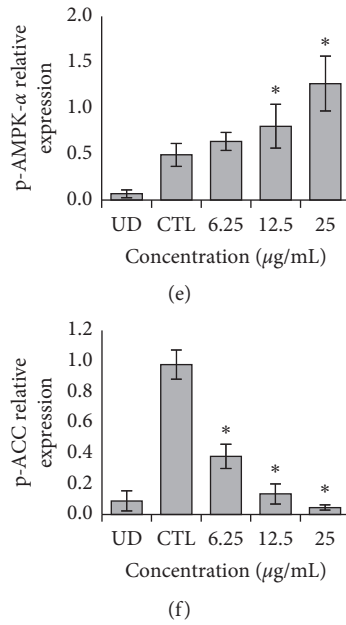 p-AMPK-α relative
expression
2.0
1.5
1.0
0.5
0.0
*
*
UD CTL 6.25 12.5 25
Concentration (μg/mL)
(e)
p-ACC relative
expression
1.2
1.0
0.8
0.6
0.4
0.2
0.0
*
*
*
UD CTL 6.25 12.5 25
Concentration (μg/mL)
(f)